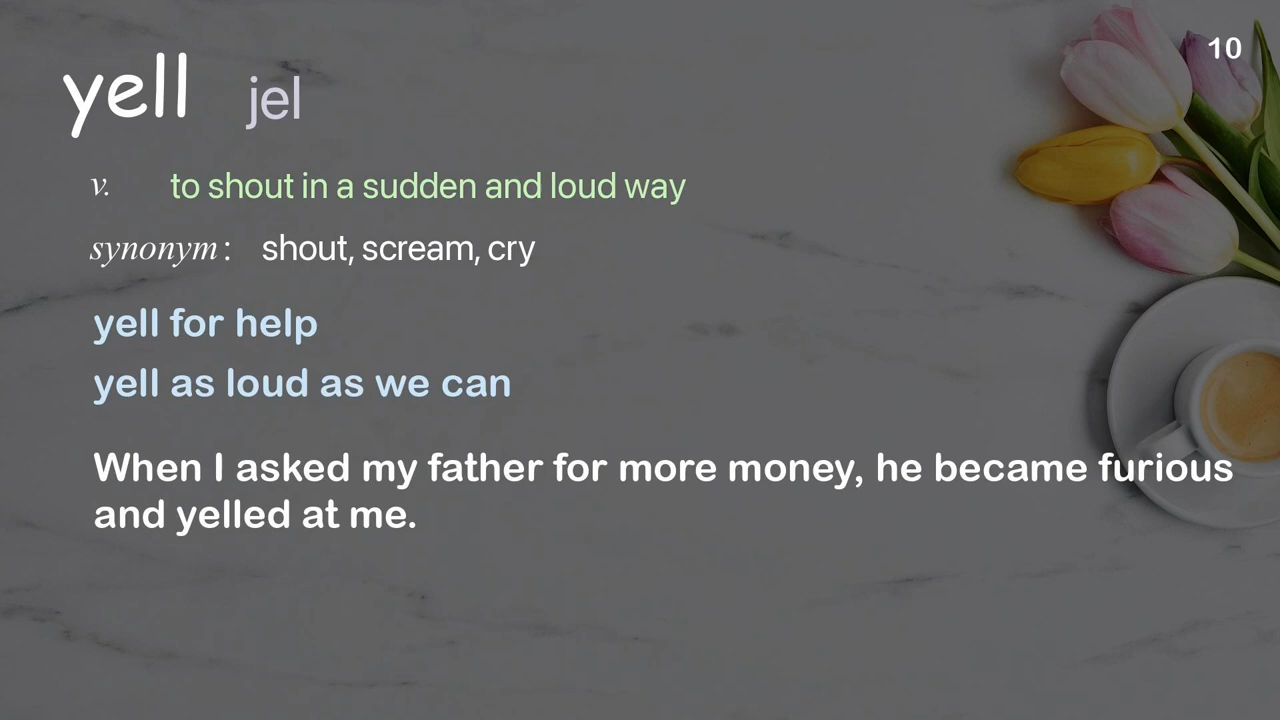 10
yell jel
v. to shout in a sudden and loud way
synonym: shout, scream, cry
yell for help
yell as loud as we can
When I asked my father for more money, he became furious
and yelled at me.